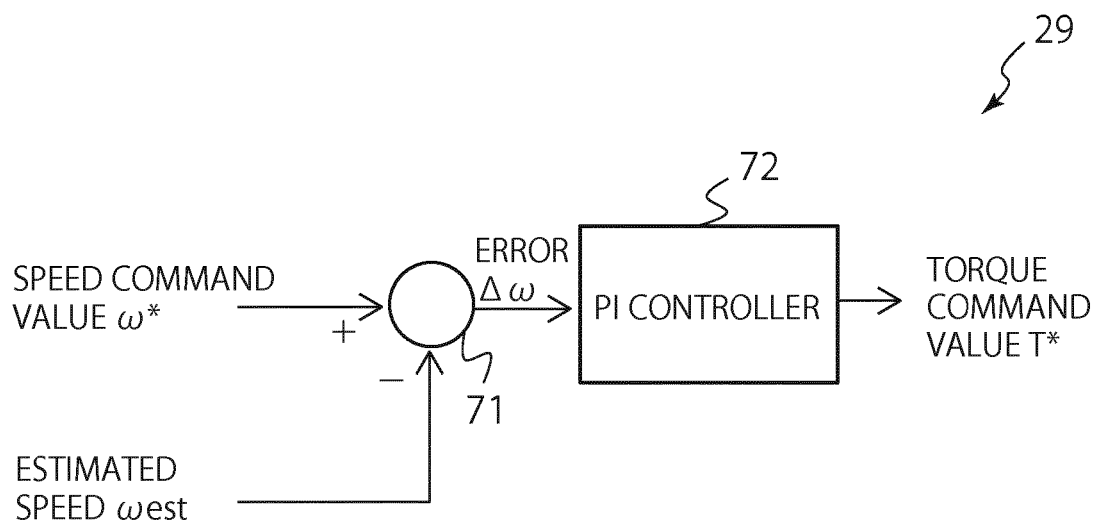 29
72
SPEED COMMAND
VALUE ω*
+
ERROR
Δω
PI CONTROLLER
TORQUE
COMMAND
VALUE T*
−
71
ESTIMATED
SPEED ωest